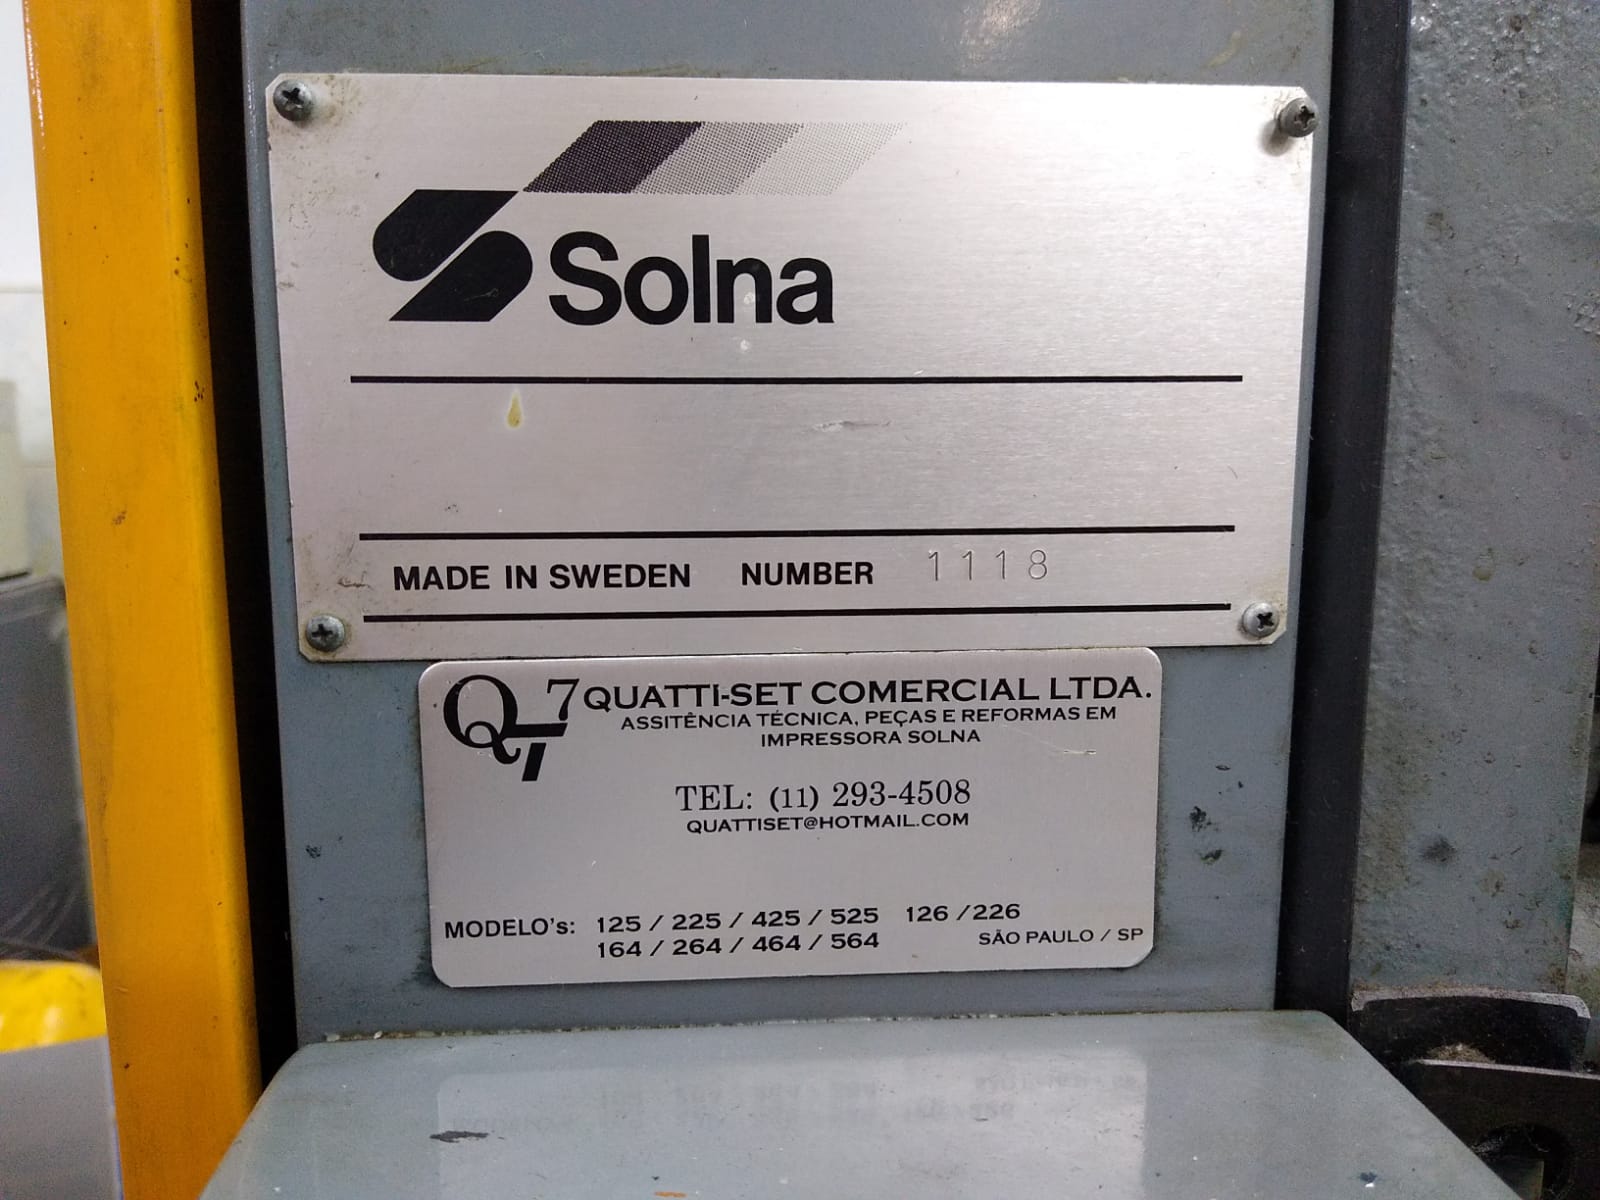 Solna
MADE IN SWEDEN NUMBER 1118
QT 7 QUATTI-SET COMERCIAL LTDA.
ASSITÊNCIA TÉCNICA, PEÇAS E REFORMAS EM
IMPRESSORA SOLNA
TEL: (11) 293-4508
QUATTISET@HOTMAIL.COM
MODELO's: 125 / 225 / 425 / 525 126 / 226
164 / 264 / 464 / 564 SÃO PAULO / SP